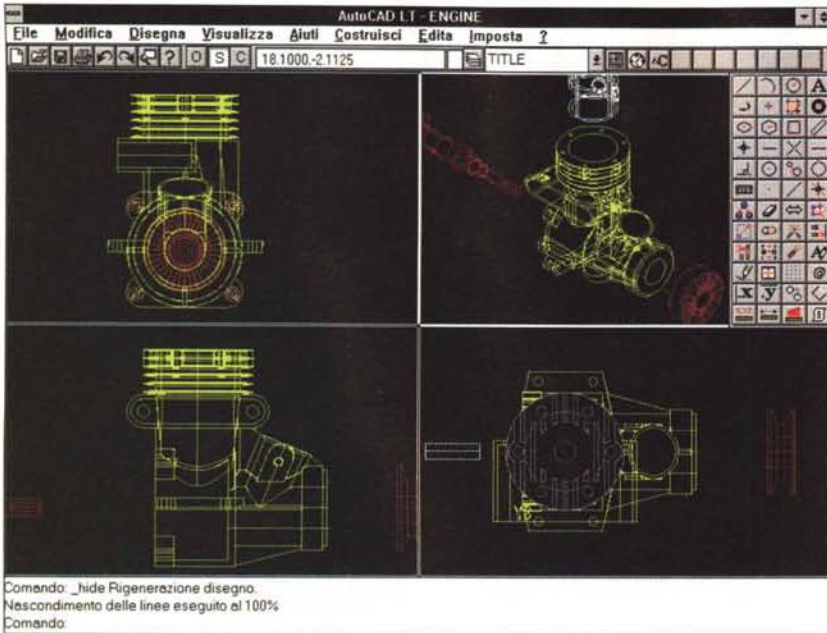 AutoCAD LT - ENGINE
File Modifica Disegna Visualizza Aiuti Costruisci Edita Imposta ?
? O S C 18.1000,-2.1125 TITLE ^C
A
.x .y
Comando: _hide Rigenerazione disegno.
Nascondimento delle linee eseguito al 100%
Comando: